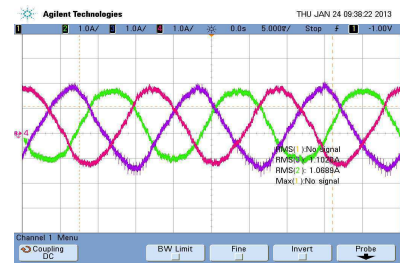 Agilent Technologies THU JAN 24 09:38:22 2013
1 2 1.0A/ 3 1.0A/ 4 1.0A/ 0.0s 5.000%/ Stop 1 -1.00V
4
RMS(1):No signal
RMS(3): 1.1028A
RMS(2): 1.0689A
Max(1):No signal
Channel 1 Menu
Coupling BW Limit Fine Invert Probe
DC